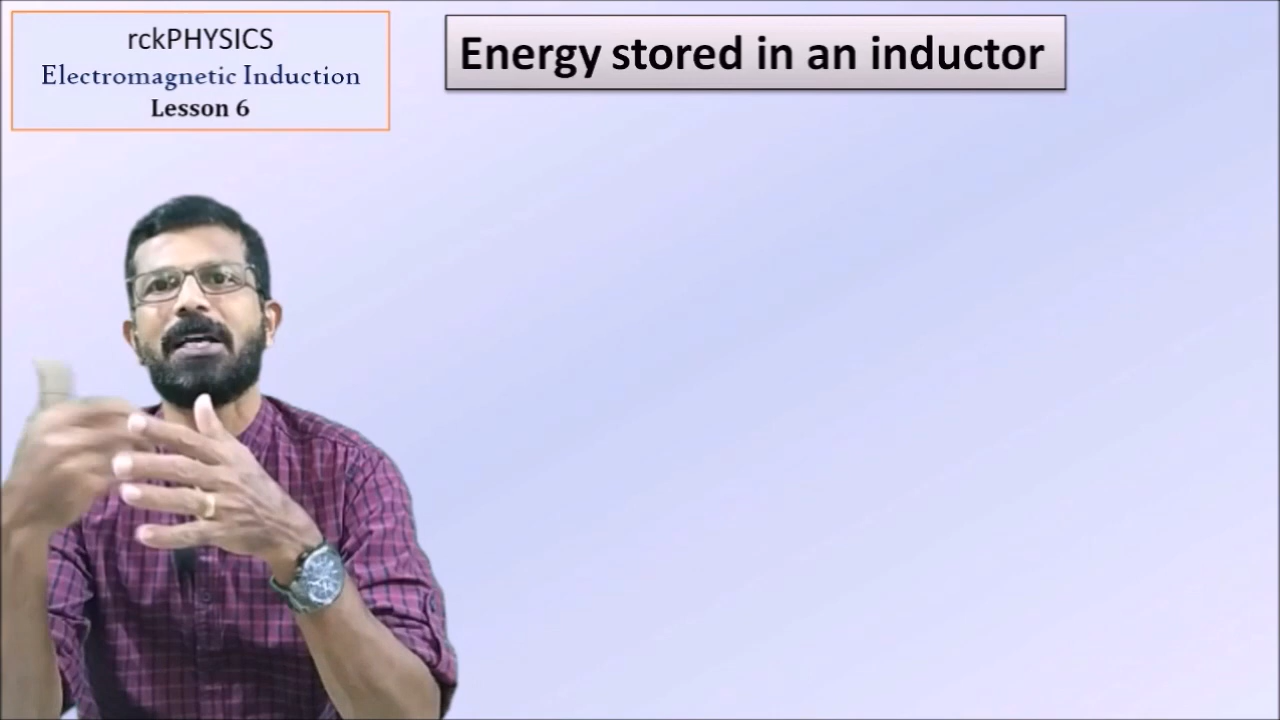 rckPHYSICS
Electromagnetic Induction
Lesson 6
Energy stored in an inductor